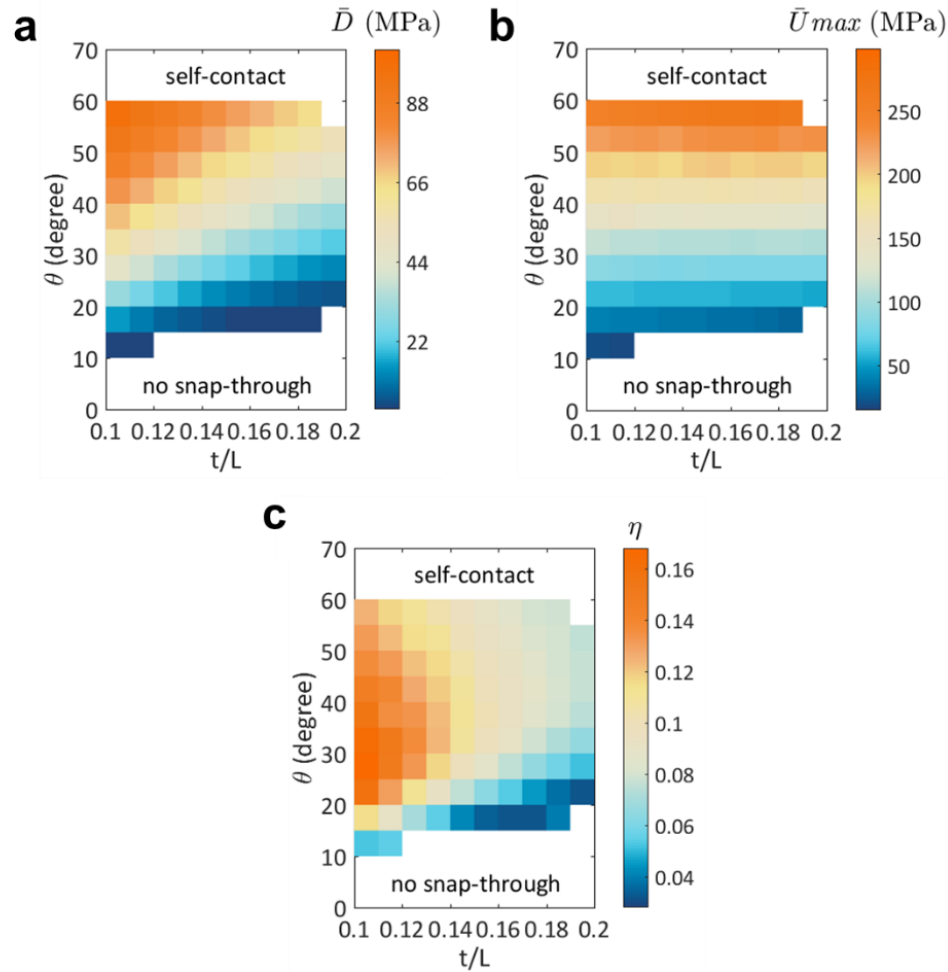 a
D̄ (MPa)
70
60
50
40
30
20
10
0
θ (degree)
self-contact
no snap-through
0.1 0.12 0.14 0.16 0.18 0.2
t/L
88
66
44
22
b
Ūmax (MPa)
70
60
50
40
30
20
10
0
θ (degree)
self-contact
no snap-through
0.1 0.12 0.14 0.16 0.18 0.2
t/L
250
200
150
100
50
c
η
70
60
50
40
30
20
10
0
θ (degree)
self-contact
no snap-through
0.1 0.12 0.14 0.16 0.18 0.2
t/L
0.16
0.14
0.12
0.1
0.08
0.06
0.04